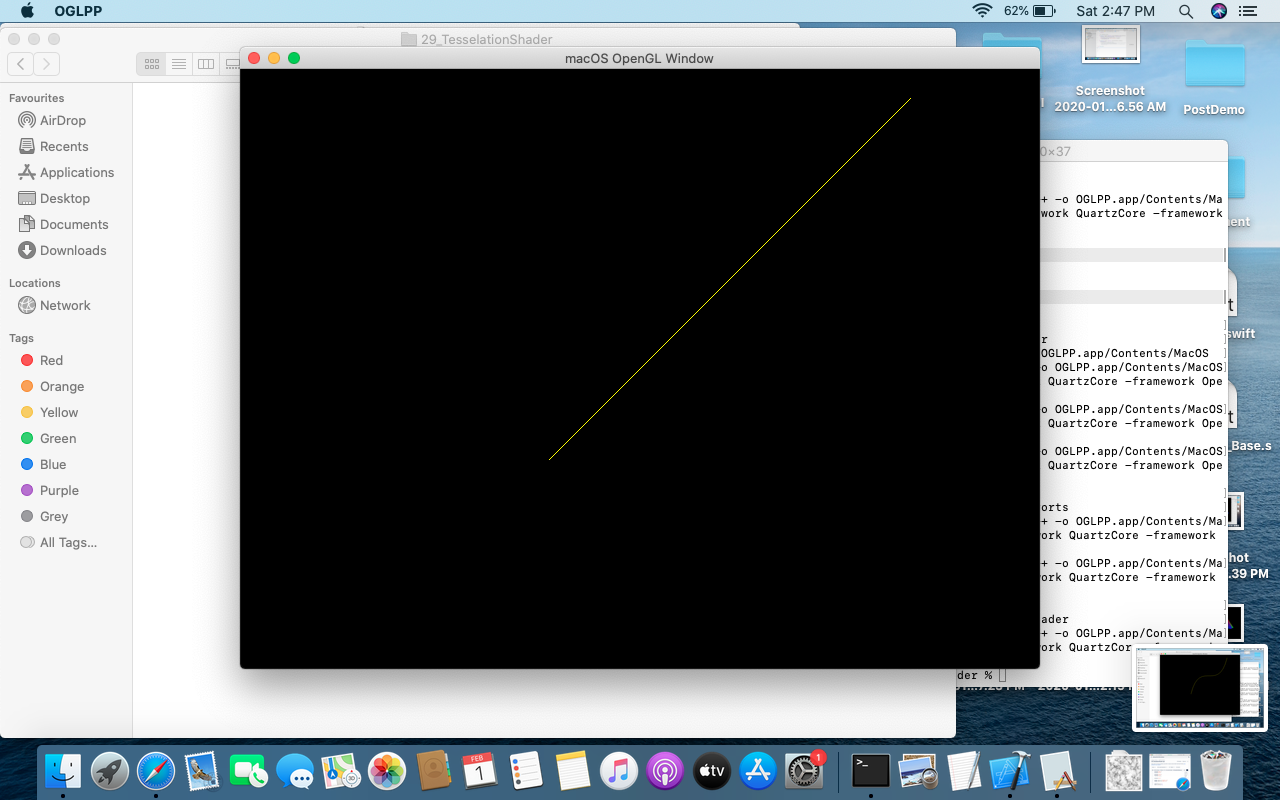 OGLPP
62%
Sat 2:47 PM
29_TesselationShader
macOS OpenGL Window
Favourites
AirDrop
Recents
Applications
Desktop
Documents
Downloads
Locations
Network
Tags
Red
Orange
Yellow
Green
Blue
Purple
Grey
All Tags...
Screenshot
2020-01...6.56 AM
PostDemo
0×37
+ -o OGLPP.app/Contents/Ma
work QuartzCore -framework
r
OGLPP.app/Contents/MacOS
o OGLPP.app/Contents/MacOS
QuartzCore -framework Ope
o OGLPP.app/Contents/MacOS
QuartzCore -framework Ope
o OGLPP.app/Contents/MacOS
QuartzCore -framework Ope
orts
+ -o OGLPP.app/Contents/Ma
work QuartzCore -framework
+ -o OGLPP.app/Contents/Ma
work QuartzCore -framework
ader
+ -o OGLPP.app/Contents/Ma
work QuartzCore -framework
der %
ent
t
swift
t
_Base.s
hot
.39 PM
FEB
1
tv
1
>_